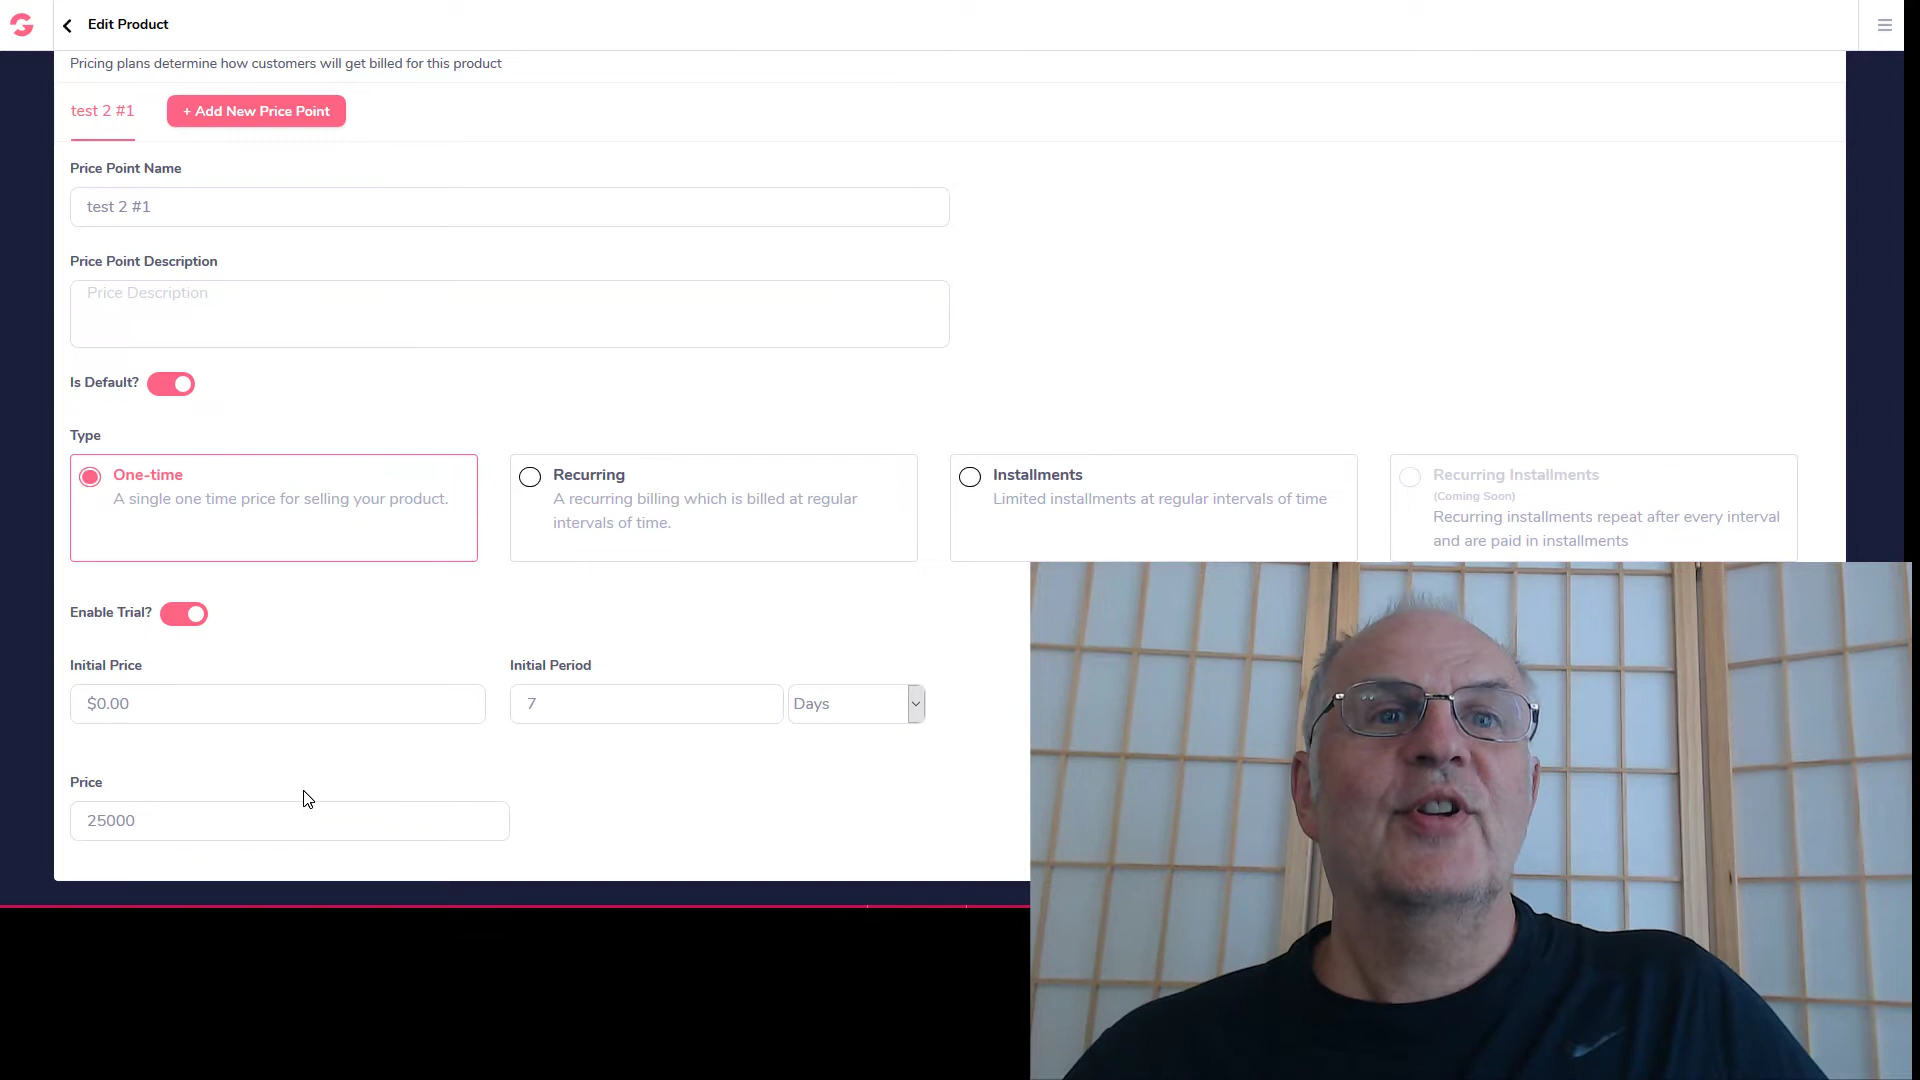 Edit Product
Pricing plans determine how customers will get billed for this product
test 2 #1
+ Add New Price Point
Price Point Name
test 2 #1
Price Point Description
Price Description
Is Default?
Type
One-time
A single one time price for selling your product.
Recurring
A recurring billing which is billed at regular
intervals of time.
Installments
Limited installments at regular intervals of time
Recurring Installments
(Coming Soon)
Recurring installments repeat after every interval
and are paid in installments
Enable Trial?
Initial Price
Initial Period
$0.00
7
Days
Price
25000